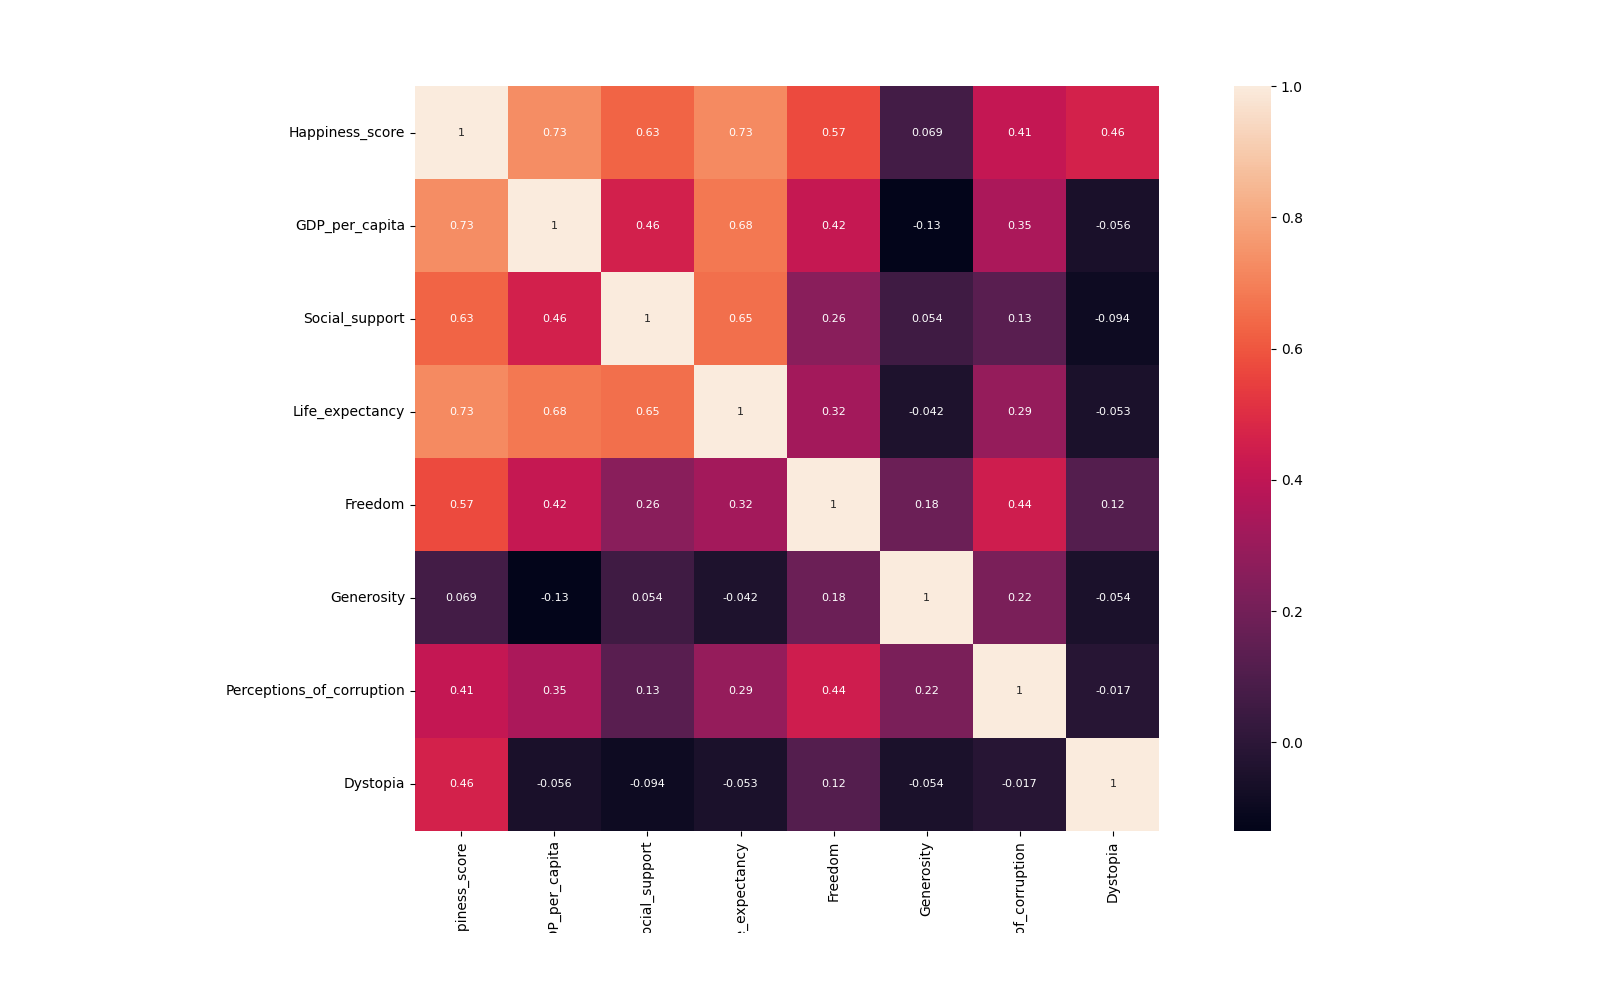 Happiness_score 1 0.73 0.63 0.73 0.57 0.069 0.41 0.46
GDP_per_capita 0.73 1 0.46 0.68 0.42 -0.13 0.35 -0.056
Social_support 0.63 0.46 1 0.65 0.26 0.054 0.13 -0.094
Life_expectancy 0.73 0.68 0.65 1 0.32 -0.042 0.29 -0.053
Freedom 0.57 0.42 0.26 0.32 1 0.18 0.44 0.12
Generosity 0.069 -0.13 0.054 -0.042 0.18 1 0.22 -0.054
Perceptions_of_corruption 0.41 0.35 0.13 0.29 0.44 0.22 1 -0.017
Dystopia 0.46 -0.056 -0.094 -0.053 0.12 -0.054 -0.017 1
piness_score
DP_per_capita
ocial_support
e_expectancy
Freedom
Generosity
of_corruption
Dystopia
1.0
0.8
0.6
0.4
0.2
0.0